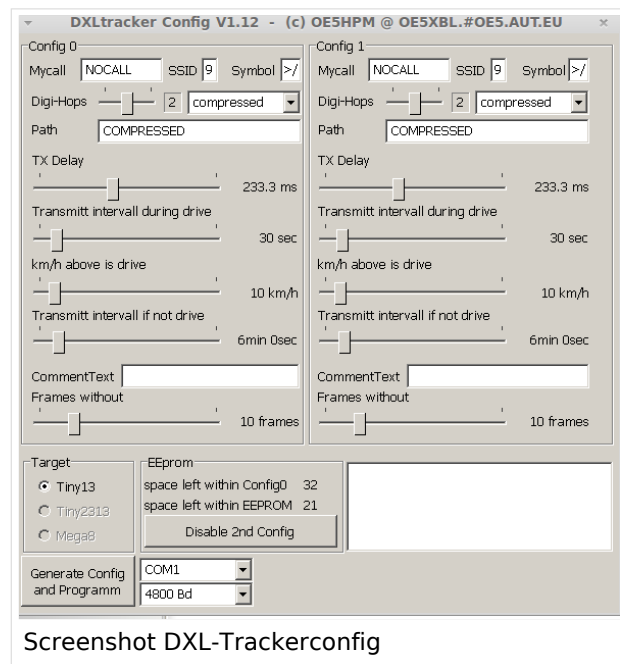 DXLtracker Config V1.12 - (c) OE5HPM @ OE5XBL.#OE5.AUT.EU ×
Config 0
Mycall NOCALL SSID 9 Symbol >/
Digi-Hops 2 compressed
Path COMPRESSED
TX Delay
233.3 ms
Transmitt intervall during drive
30 sec
km/h above is drive
10 km/h
Transmitt intervall if not drive
6min 0sec
CommentText
Frames without
10 frames
Config 1
Mycall NOCALL SSID 9 Symbol >/
Digi-Hops 2 compressed
Path COMPRESSED
TX Delay
233.3 ms
Transmitt intervall during drive
30 sec
km/h above is drive
10 km/h
Transmitt intervall if not drive
6min 0sec
CommentText
Frames without
10 frames
Target
Tiny13
Tiny2313
Mega8
EEprom
space left within Config0 32
space left within EEPROM 21
Disable 2nd Config
Generate Config
and Programm
COM1
4800 Bd
Screenshot DXL-Trackerconfig